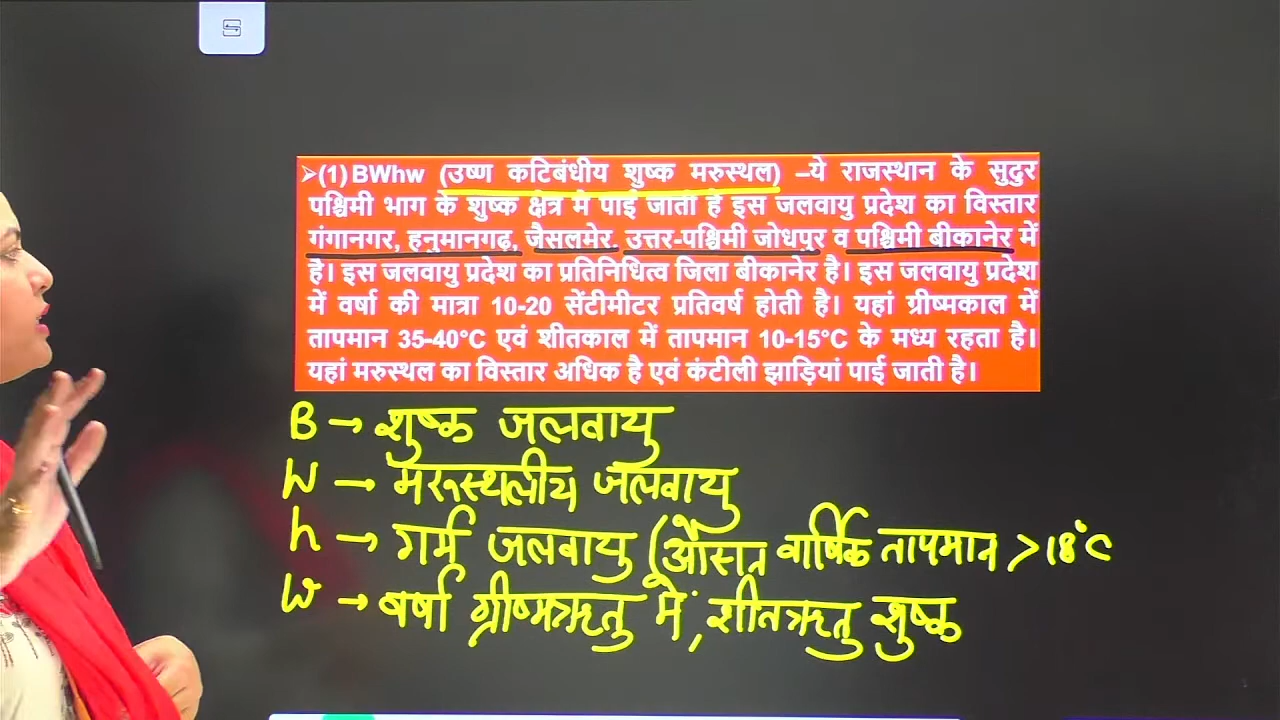 ➢(1) BWhw (उष्ण कटिबंधीय शुष्क मरुस्थल) –ये राजस्थान के सुदुर
पश्चिमी भाग के शुष्क क्षेत्र में पाई जाती है इस जलवायु प्रदेश का विस्तार
गंगानगर, हनुमानगढ़, जैसलमेर, उत्तर-पश्चिमी जोधपुर व पश्चिमी बीकानेर में
है। इस जलवायु प्रदेश का प्रतिनिधित्व जिला बीकानेर है। इस जलवायु प्रदेश
में वर्षा की मात्रा 10-20 सेंटीमीटर प्रतिवर्ष होती है। यहां ग्रीष्मकाल में
तापमान 35-40°C एवं शीतकाल में तापमान 10-15°C के मध्य रहता है।
यहां मरुस्थल का विस्तार अधिक है एवं कंटीली झाड़ियां पाई जाती है।
B → शुष्क जलवायु
W → मरूस्थलीय जलवायु
h → गर्म जलवायु (औसत वार्षिक तापमान > 18°C
w → वर्षा ग्रीष्मऋतु में, शीतऋतु शुष्क